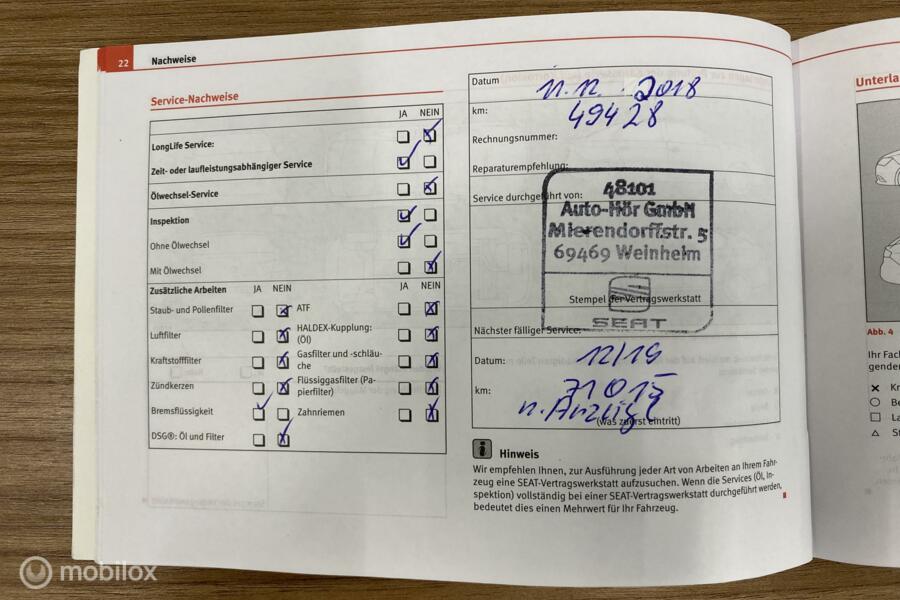 22 Nachweise
Service-Nachweise
JA NEIN
LongLife Service:
Zeit- oder laufleistungsabhängiger Service
Ölwechsel-Service
Inspektion
Ohne Ölwechsel
Mit Ölwechsel
Zusätzliche Arbeiten JA NEIN JA NEIN
Staub- und Pollenfilter ATF
Luftfilter HALDEX-Kupplung: (Öl)
Kraftstofffilter Gasfilter und -schläu-
che
Zündkerzen Flüssiggasfilter (Pa-
pierfilter)
Bremsflüssigkeit Zahnriemen
DSG®: Öl und Filter
Datum 2018
km: 49428
Rechnungsnummer:
Reparaturempfehlung:
Service durchgeführt von:
48101
Auto-Hör GmbH
Mierendorffstr. 5
69469 Weinheim
Stempel der Vertragswerkstatt
SEAT
Nächster fälliger Service:
Datum: 12/19
km: 71015
n. Anzeige
(was zuerst eintritt)
i Hinweis
Wir empfehlen Ihnen, zur Ausführung jeder Art von Arbeiten an Ihrem Fahr-
zeug eine SEAT-Vertragswerkstatt aufzusuchen. Wenn die Services (Öl, In-
spektion) vollständig bei einer SEAT-Vertragswerkstatt durchgeführt werden,
bedeutet dies einen Mehrwert für Ihr Fahrzeug.
Unterla
Abb. 4
Ihr Fach
gender
Kr
Be
La
St
mobilox